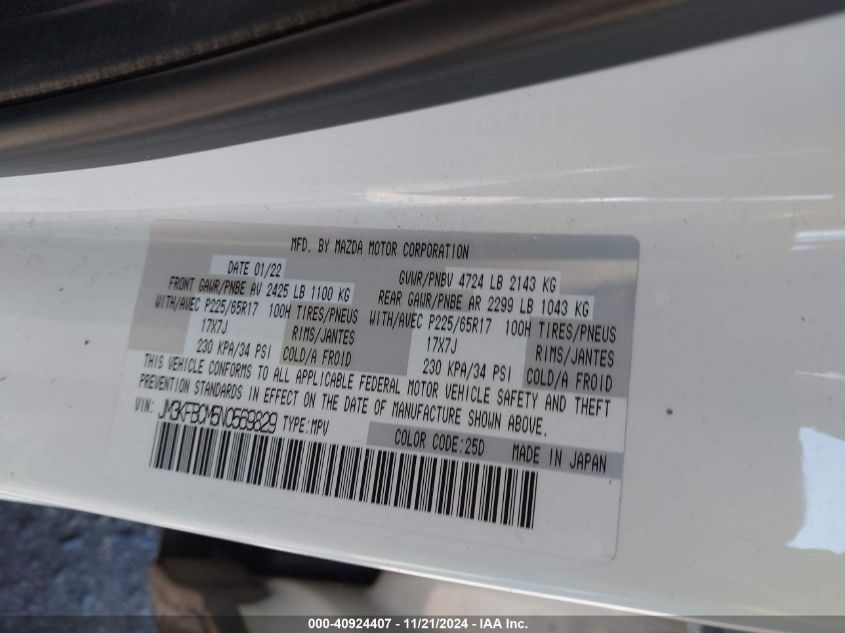 MFD. BY MAZDA MOTOR CORPORATION
DATE 01/22
GVWR/PNBV 4724 LB 2143 KG
FRONT GAWR/PNBE AV 2425 LB 1100 KG
REAR GAWR/PNBE AR 2299 LB 1043 KG
WITH/AVEC P225/65R17 100H TIRES/PNEUS
WITH/AVEC P225/65R17 100H TIRES/PNEUS
17X7J RIMS/JANTES
17X7J RIMS/JANTES
230 KPA/34 PSI COLD/A FROID
230 KPA/34 PSI COLD/A FROID
THIS VEHICLE CONFORMS TO ALL APPLICABLE FEDERAL MOTOR VEHICLE SAFETY AND THEFT
PREVENTION STANDARDS IN EFFECT ON THE DATE OF MANUFACTURE SHOWN ABOVE.
VIN: JM3KFBCM5N0569829 TYPE:MPV
COLOR CODE:25D MADE IN JAPAN
000-40924407 - 11/21/2024 - IAA Inc.